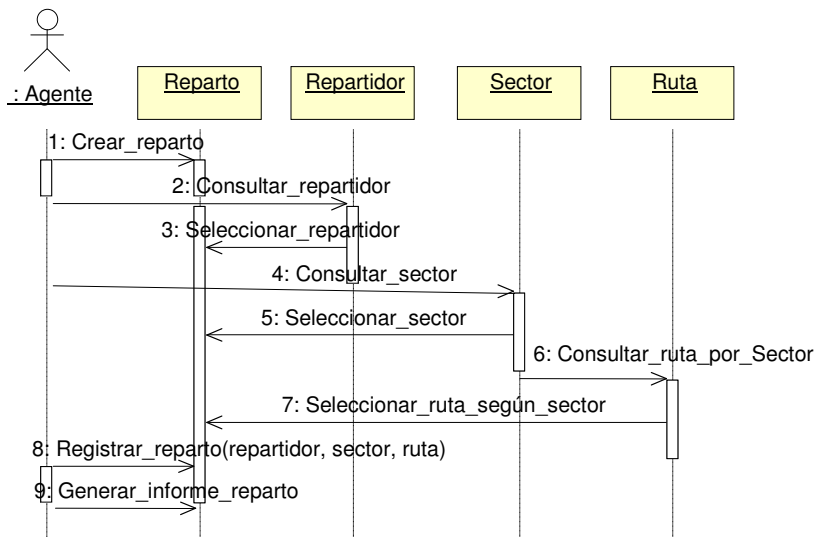 : Agente
Reparto
Repartidor
Sector
Ruta
1: Crear_reparto
2: Consultar_repartidor
3: Seleccionar_repartidor
4: Consultar_sector
5: Seleccionar_sector
6: Consultar_ruta_por_Sector
7: Seleccionar_ruta_según_sector
8: Registrar_reparto(repartidor, sector, ruta)
9: Generar_informe_reparto